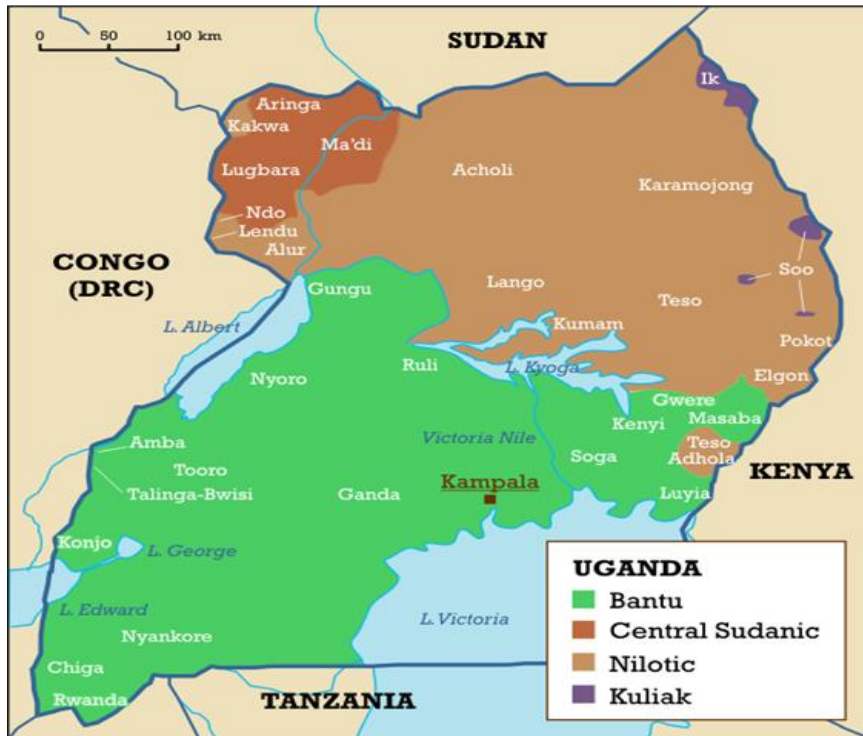 0 50 100 km
SUDAN
Ik
Aringa
Kakwa
Ma'di
Lugbara
Acholi
Karamojong
Ndo
Lendu
Alur
CONGO
(DRC)
Soo
Gungu
Lango
Teso
L. Albert
Kumam
Pokot
Ruli
L. Kyoga
Elgon
Nyoro
Gwere
Masaba
Kenyi
Amba
Victoria Nile
Teso
Adhola
Tooro
Soga
KENYA
Talinga-Bwisi
Ganda
Kampala
Luyia
Konjo
L. George
L. Edward
L. Victoria
Nyankore
Chiga
Rwanda
TANZANIA
UGANDA
Bantu
Central Sudanic
Nilotic
Kuliak